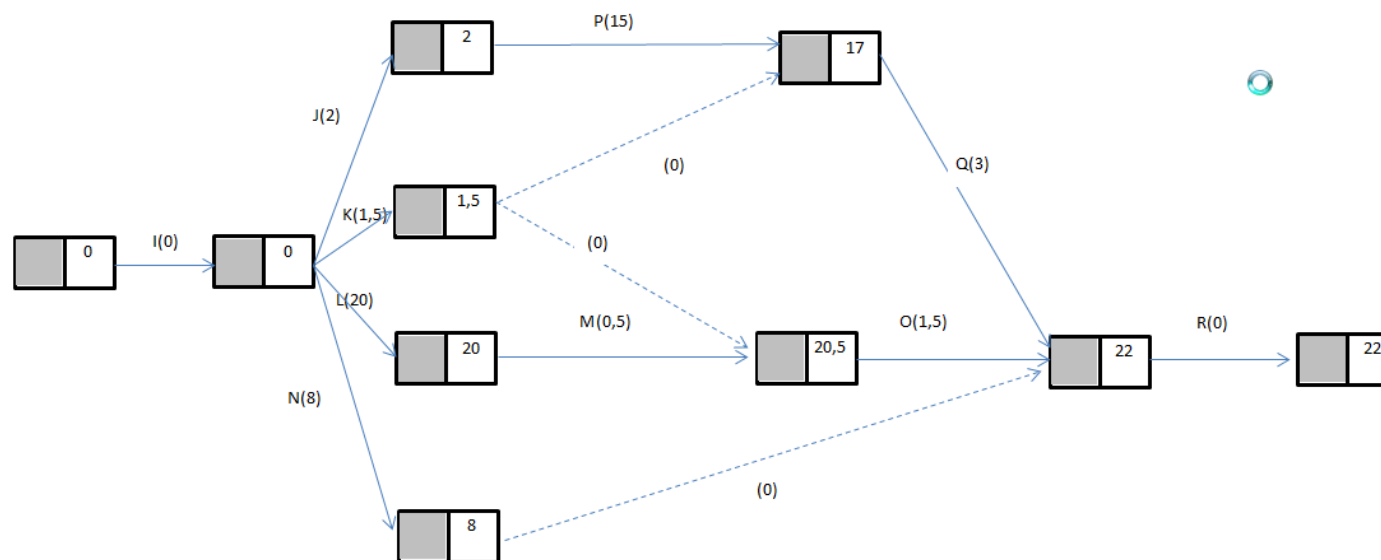 P(15)
2
17
J(2)
(0)
Q(3)
K(1,5)
1,5
I(0)
0
0
(0)
L(20)
M(0,5)
O(1,5)
R(0)
20
20,5
22
22
N(8)
(0)
8